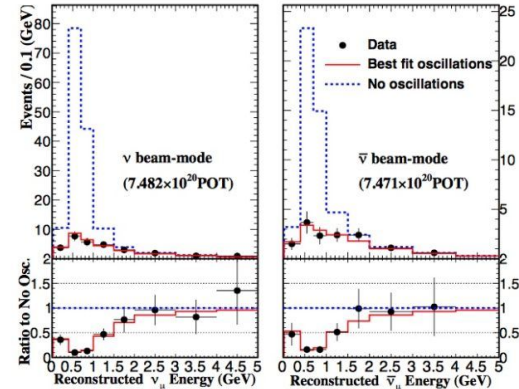 Events / 0.1 (GeV)
80
70
60
50
40
30
20
10
ν beam-mode
(7.482×10²⁰POT)
25
20
15
10
5
Data
Best fit oscillations
No oscillations
ν̅ beam-mode
(7.471×10²⁰POT)
Ratio to No Osc.
2
1.5
1
0.5
0
0 0.5 1 1.5 2 2.5 3 3.5 4 4.5 5
Reconstructed νμ Energy (GeV)
2
1.5
1
0.5
0
0 0.5 1 1.5 2 2.5 3 3.5 4 4.5 5
Reconstructed ν̅μ Energy (GeV)